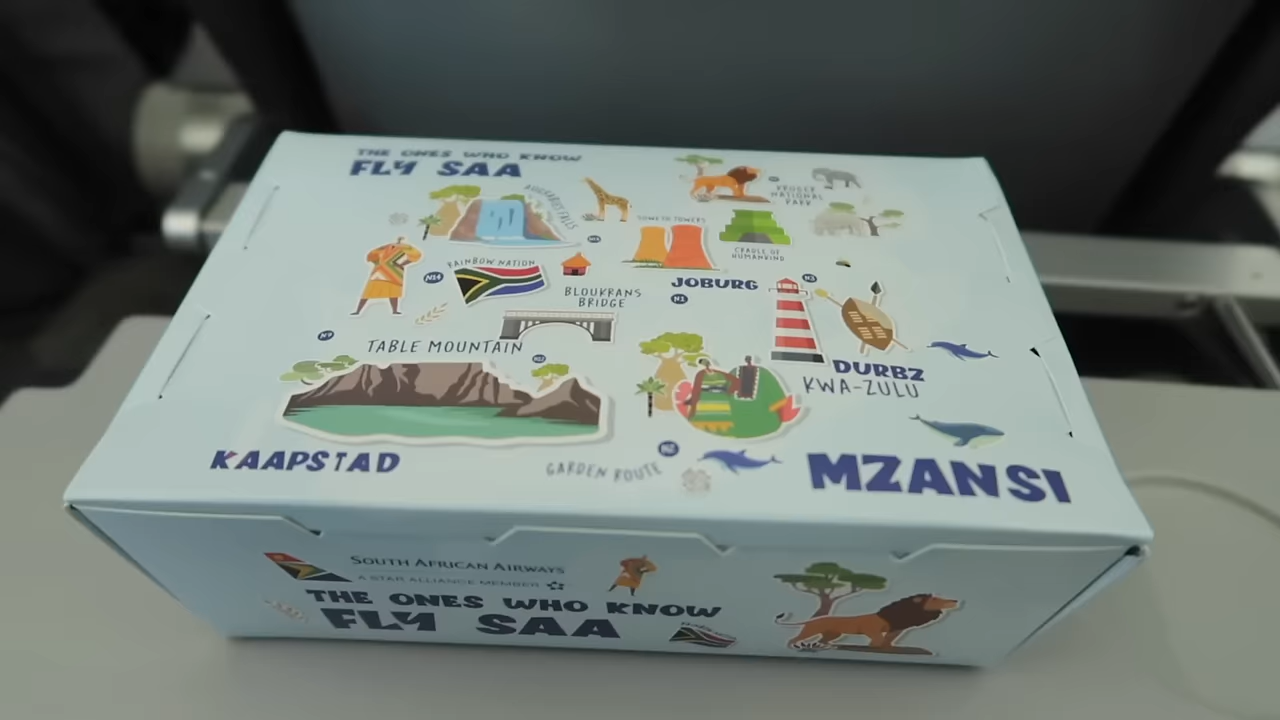 THE ONES WHO KNOW
FLY SAA
AUGRABIES FALLS
KRUGER
NATIONAL
PARK
SOWETO TOWERS
CRADLE OF
HUMANKIND
RAINBOW NATION
N14
BLOUKRANS
BRIDGE
JOBURG
N1
N3
N9
TABLE MOUNTAIN
N12
DURBZ
KWA-ZULU
KAAPSTAD
GARDEN ROUTE
N2
MZANSI
SOUTH AFRICAN AIRWAYS
A STAR ALLIANCE MEMBER
THE ONES WHO KNOW
FLY SAA